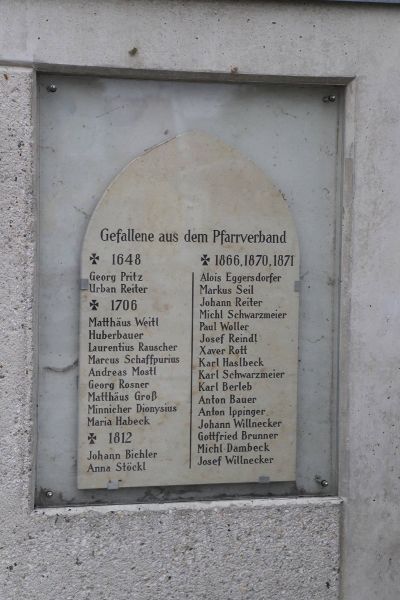 Gefallene aus dem Pfarrverband
✠ 1648
Georg Pritz
Urban Reiter
✠ 1706
Matthäus Weitl
Huberbauer
Laurentius Rauscher
Marcus Schaffpurius
Andreas Mostl
Georg Rosner
Matthäus Groß
Minnicher Dionysius
Maria Habeck
✠ 1812
Johann Bichler
Anna Stöckl
✠ 1866,1870,1871
Alois Eggersdorfer
Markus Seil
Johann Reiter
Michl Schwarzmeier
Paul Woller
Josef Reindl
Xaver Rott
Karl Haslbeck
Karl Schwarzmeier
Karl Berleb
Anton Bauer
Anton Ippinger
Johann Willnecker
Gottfried Brunner
Michl Dambeck
Josef Willnecker